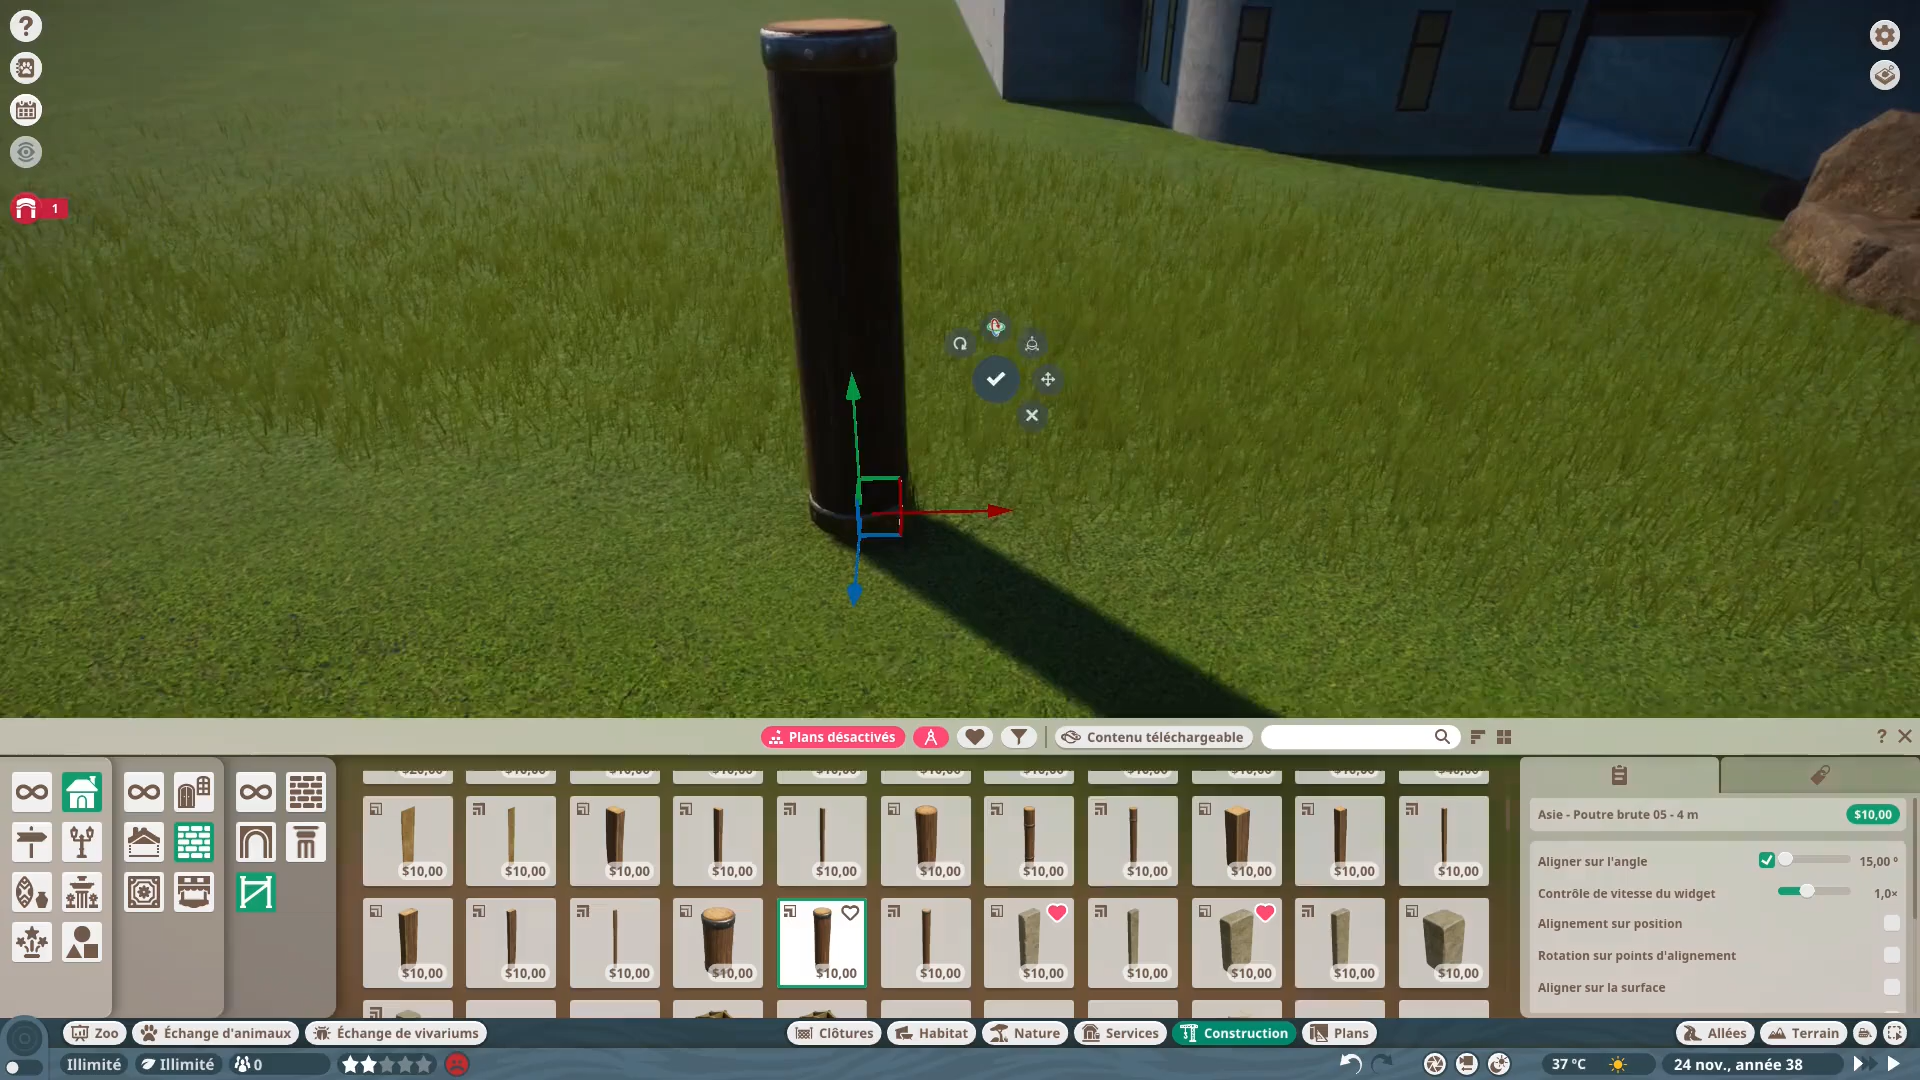 ?
1
Plans désactivés
Contenu téléchargeable
?
$10,00 $10,00 $10,00 $10,00 $10,00 $10,00 $10,00 $10,00 $10,00 $10,00 $10,00
$10,00 $10,00 $10,00 $10,00 $10,00 $10,00 $10,00 $10,00 $10,00 $10,00 $10,00
Asie - Poutre brute 05 - 4 m $10,00
Aligner sur l'angle 15,00 °
Contrôle de vitesse du widget 1,0×
Alignement sur position
Rotation sur points d'alignement
Aligner sur la surface
Zoo Échange d'animaux Échange de vivariums Clôtures Habitat Nature Services Construction Plans Allées Terrain
Illimité Illimité 0 37 °C 24 nov., année 38